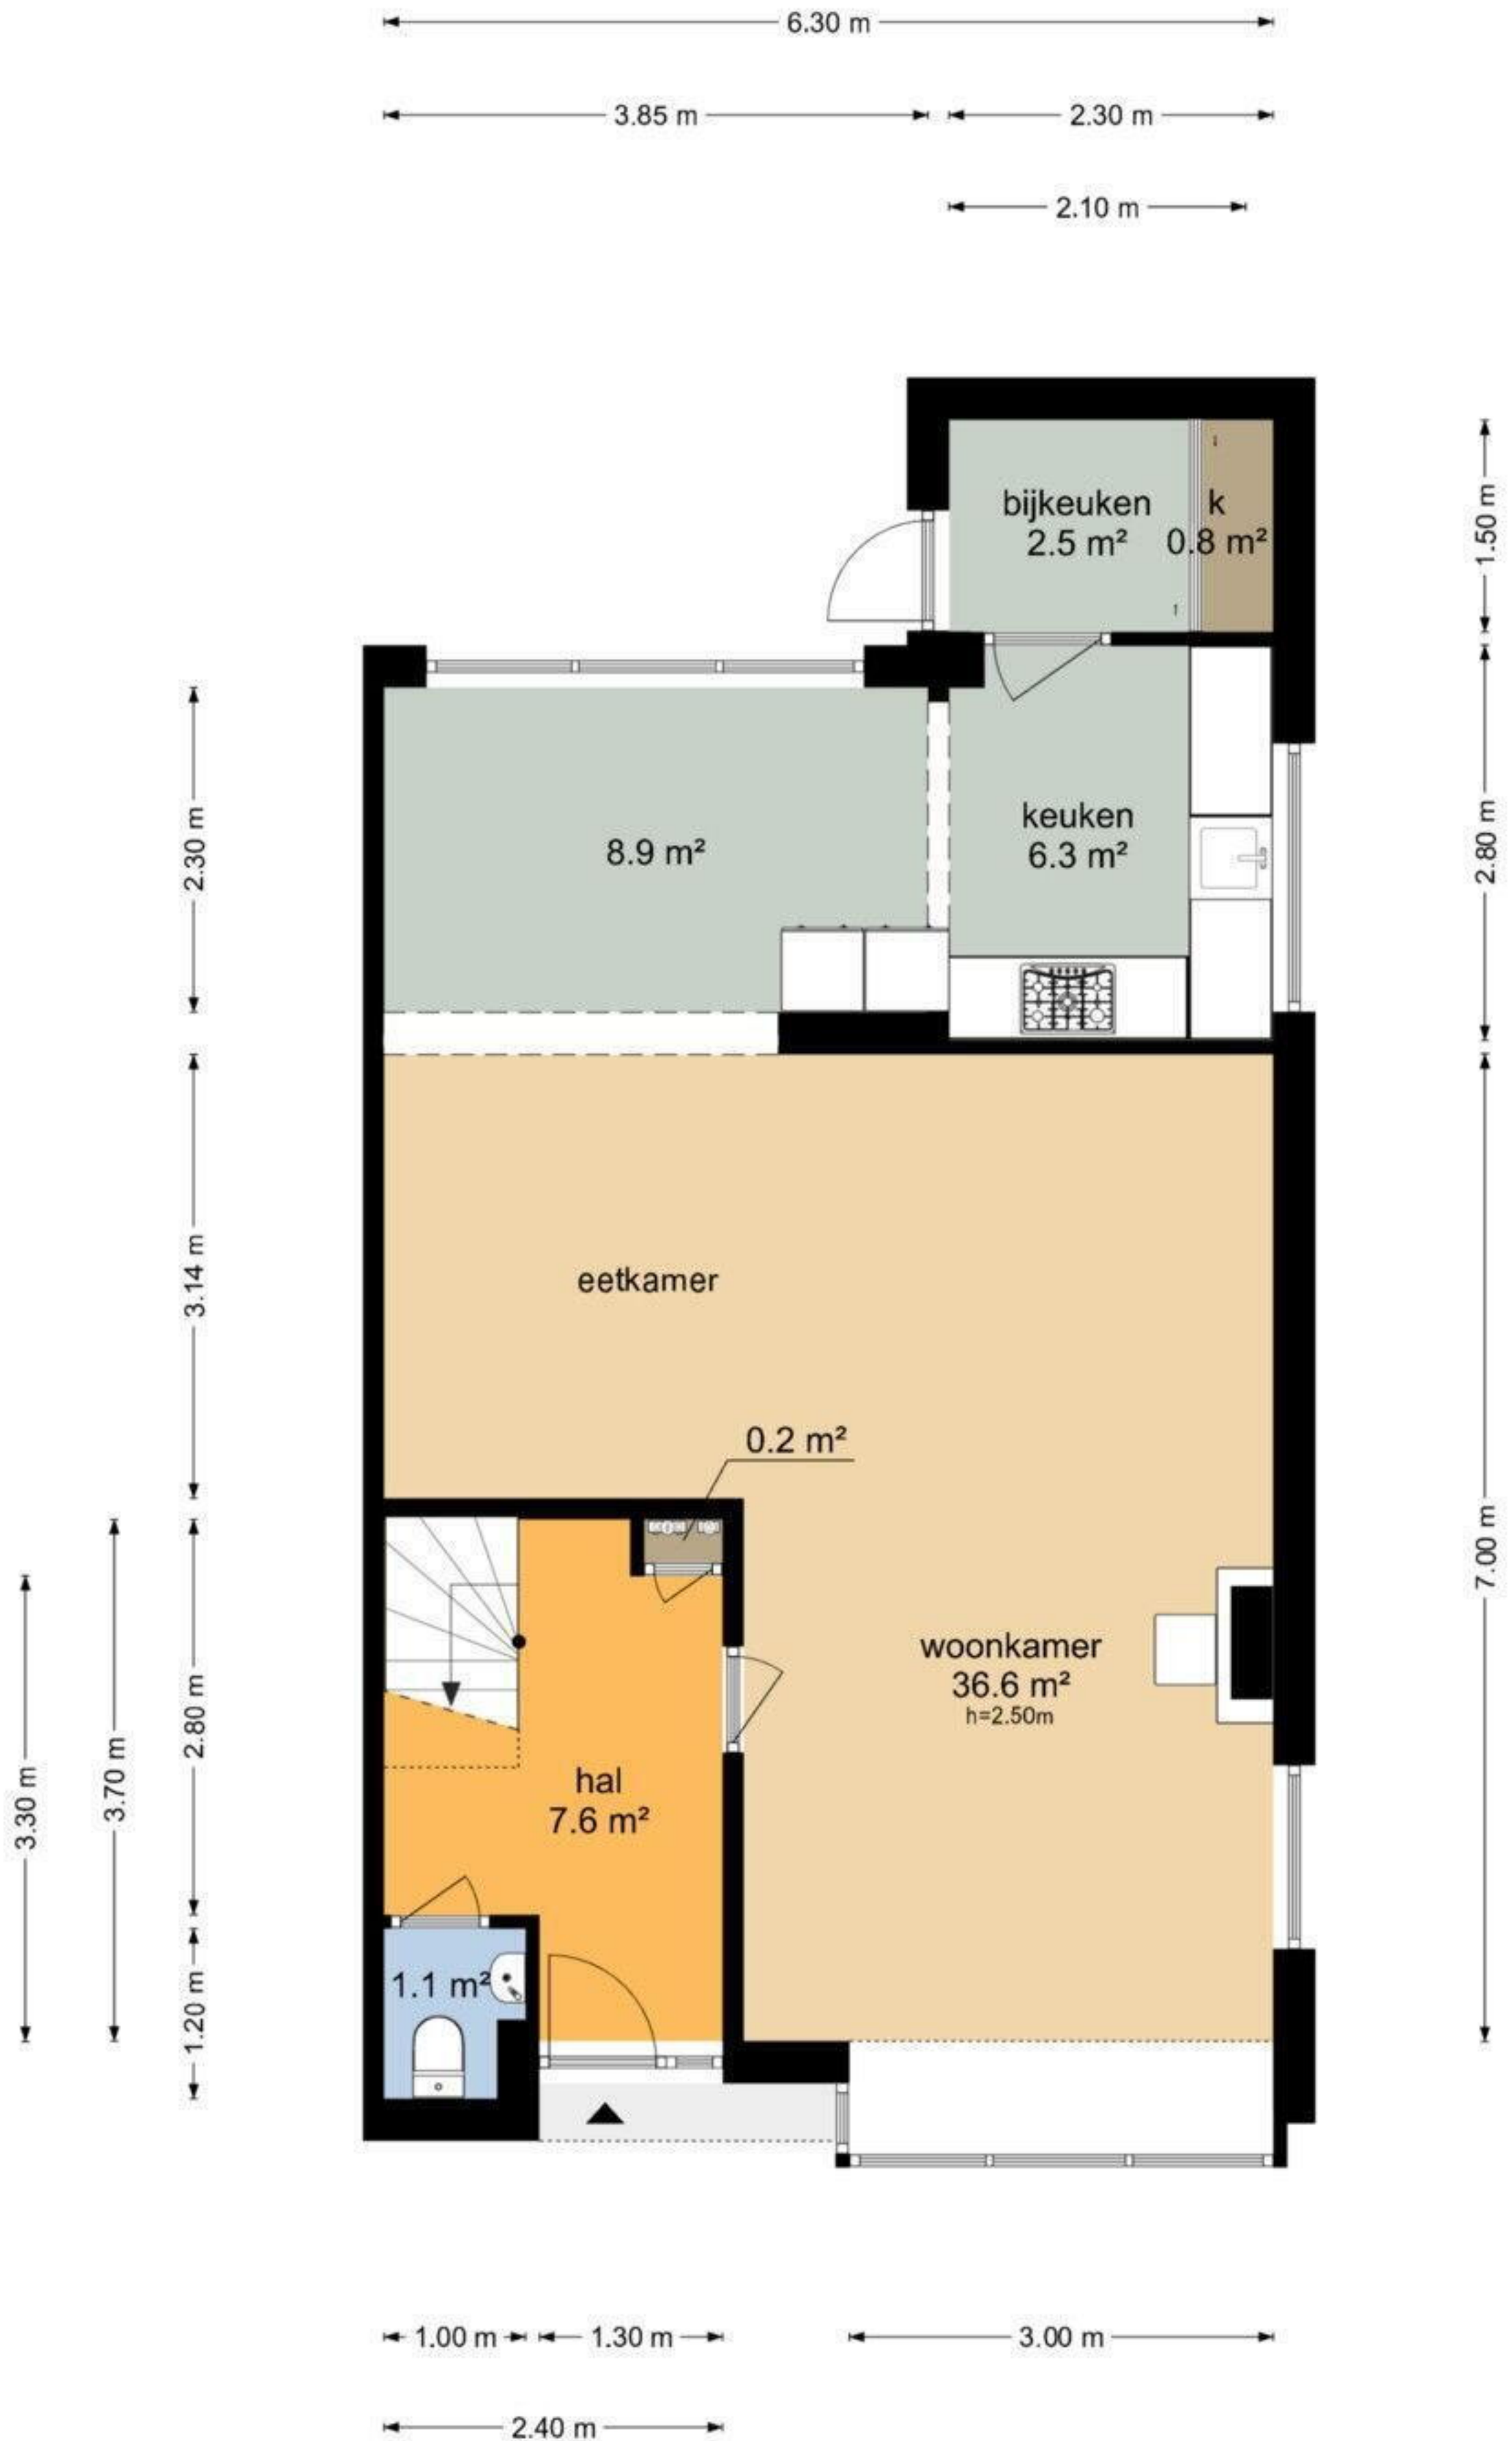 6.30 m
3.85 m
2.30 m
2.10 m
bijkeuken
2.5 m²
k
0.8 m²
1.50 m
2.30 m
8.9 m²
keuken
6.3 m²
2.80 m
3.14 m
eetkamer
0.2 m²
7.00 m
woonkamer
36.6 m²
h=2.50m
3.30 m
3.70 m
2.80 m
hal
7.6 m²
1.1 m²
1.20 m
1.00 m
1.30 m
3.00 m
2.40 m